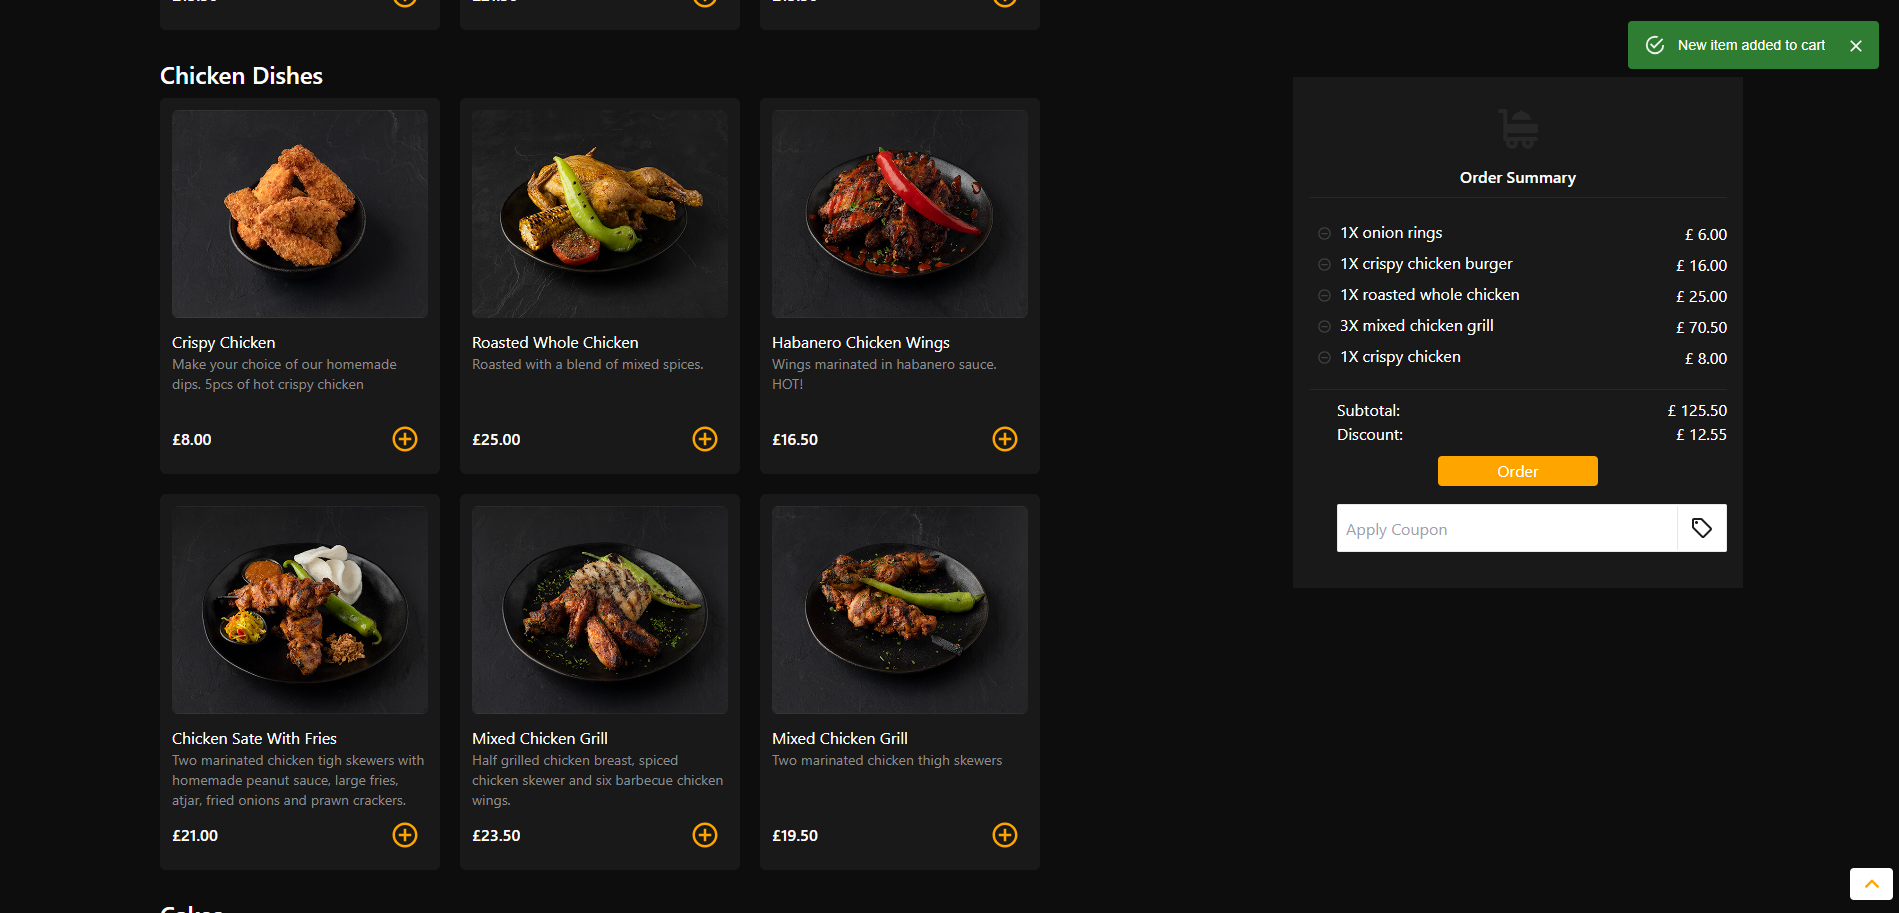 New item added to cart
Chicken Dishes
Crispy Chicken
Make your choice of our homemade
dips. 5pcs of hot crispy chicken
£8.00
Roasted Whole Chicken
Roasted with a blend of mixed spices.
£25.00
Habanero Chicken Wings
Wings marinated in habanero sauce.
HOT!
£16.50
Chicken Sate With Fries
Two marinated chicken tigh skewers with
homemade peanut sauce, large fries,
atjar, fried onions and prawn crackers.
£21.00
Mixed Chicken Grill
Half grilled chicken breast, spiced
chicken skewer and six barbecue chicken
wings.
£23.50
Mixed Chicken Grill
Two marinated chicken thigh skewers
£19.50
Order Summary
1X onion rings £ 6.00
1X crispy chicken burger £ 16.00
1X roasted whole chicken £ 25.00
3X mixed chicken grill £ 70.50
1X crispy chicken £ 8.00
Subtotal: £ 125.50
Discount: £ 12.55
Order
Apply Coupon